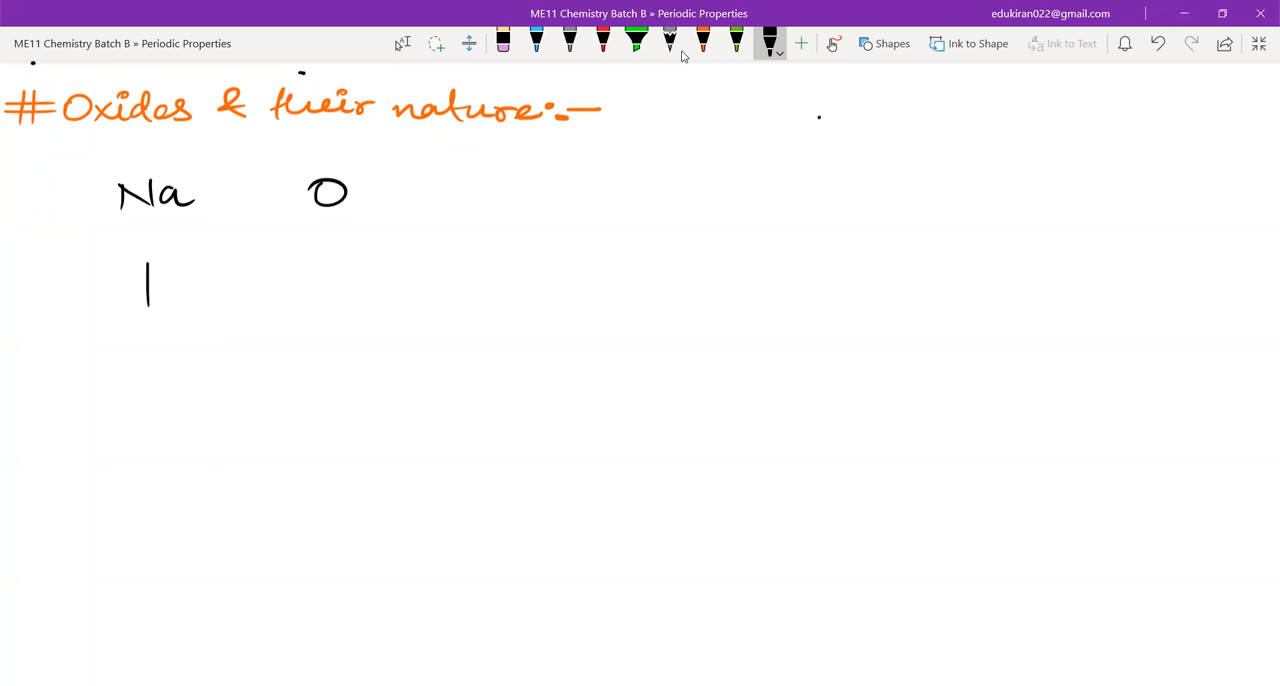 ME11 Chemistry Batch B » Periodic Properties
edukiran022@gmail.com
ME11 Chemistry Batch B » Periodic Properties
Shapes
Ink to Shape
Ink to Text
# Oxides & their nature:-
Na O
1